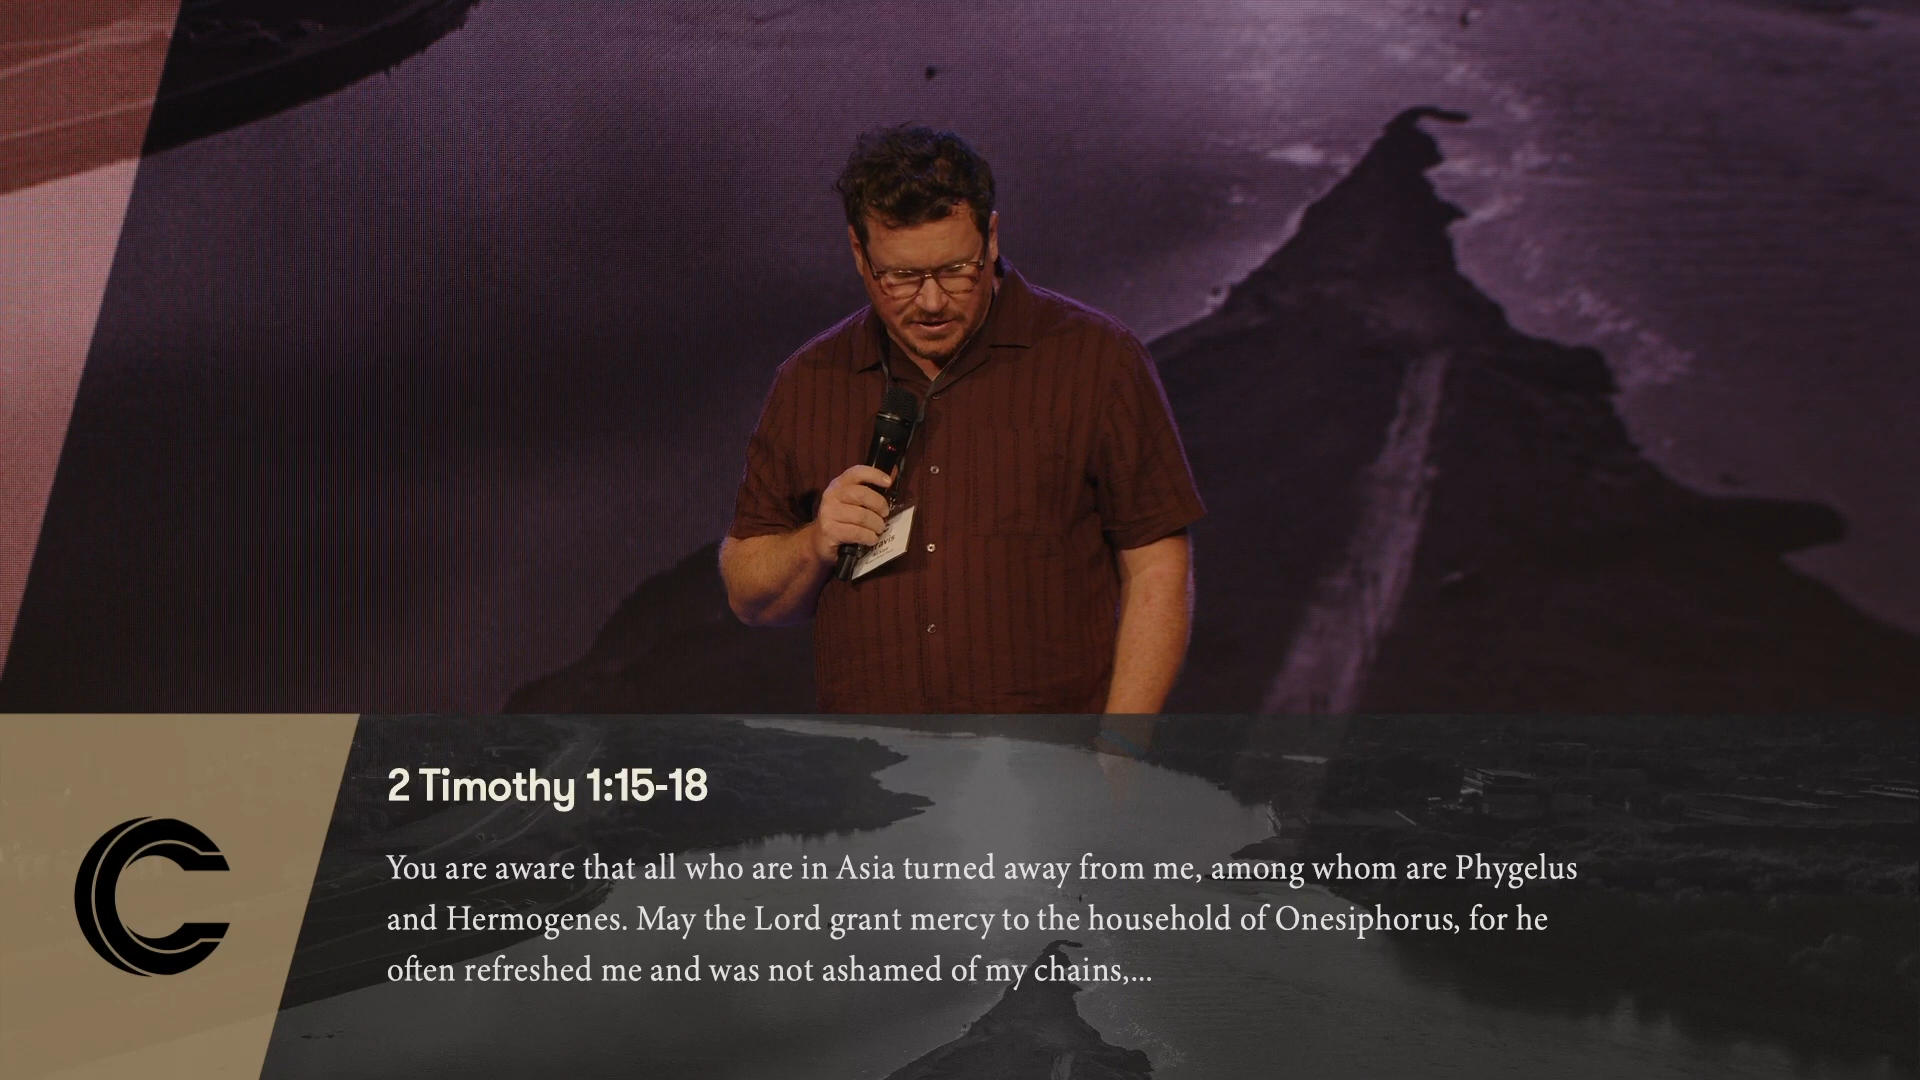 2 Timothy 1:15-18
You are aware that all who are in Asia turned away from me, among whom are Phygelus
and Hermogenes. May the Lord grant mercy to the household of Onesiphorus, for he
often refreshed me and was not ashamed of my chains,...